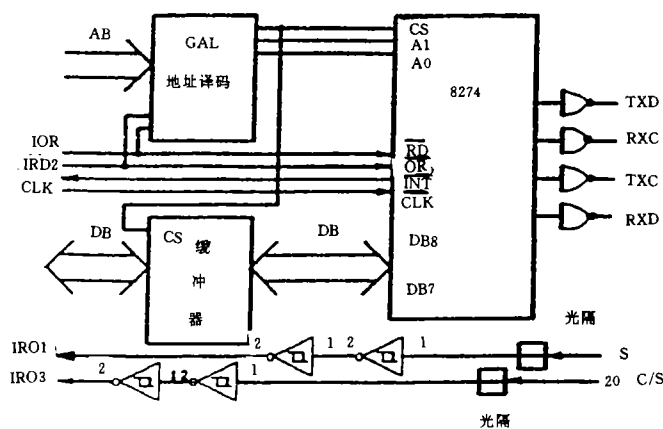 AB
GAL
地址译码
CS
A1
A0
8274
TXD
RXC
TXC
RXD
IOR
IRD2
CLK
RD
OR
INT
CLK
DB
CS
缓
冲
器
DB
DB8
DB7
光隔
IRO1
2
1
2
1
S
IRO3
2
1 2
1
20
C/S
光隔